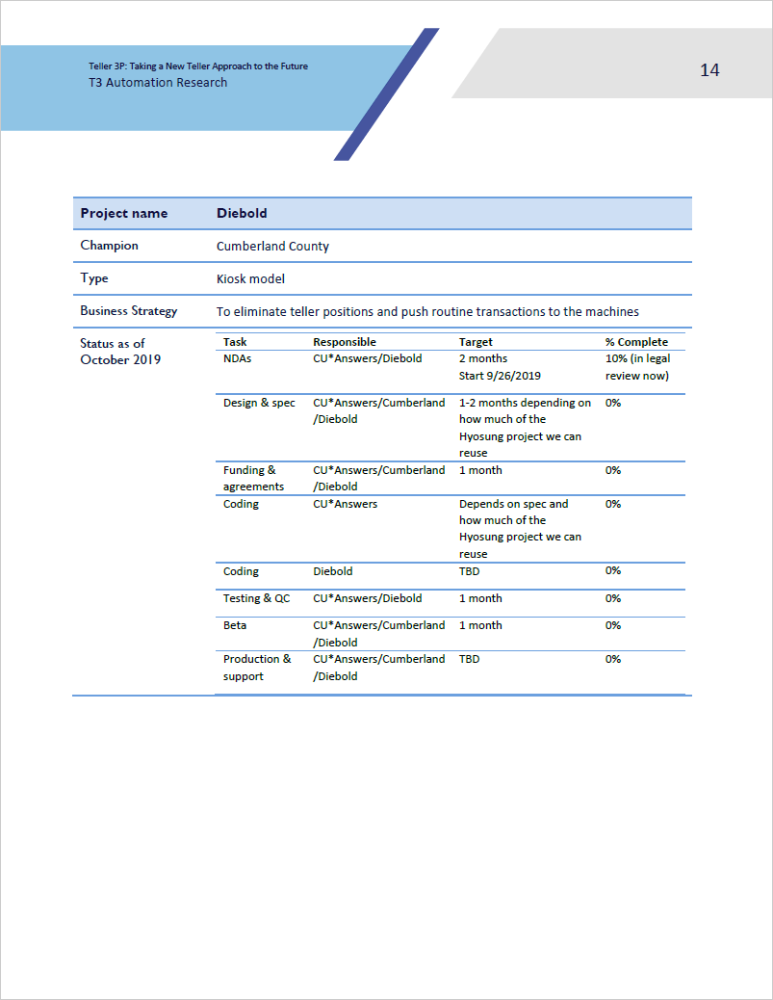 Teller 3P: Taking a New Teller Approach to the Future
T3 Automation Research
14
Project name Diebold
Champion Cumberland County
Type Kiosk model
Business Strategy To eliminate teller positions and push routine transactions to the machines
Status as of
October 2019
Task Responsible Target % Complete
NDAs CU*Answers/Diebold 2 months 10% (in legal
Start 9/26/2019 review now)
Design & spec CU*Answers/Cumberland 1-2 months depending on 0%
/Diebold how much of the
Hyosung project we can
reuse
Funding & CU*Answers/Cumberland 1 month 0%
agreements /Diebold
Coding CU*Answers Depends on spec and 0%
how much of the
Hyosung project we can
reuse
Coding Diebold TBD 0%
Testing & QC CU*Answers/Diebold 1 month 0%
Beta CU*Answers/Cumberland 1 month 0%
/Diebold
Production & CU*Answers/Cumberland TBD 0%
support /Diebold